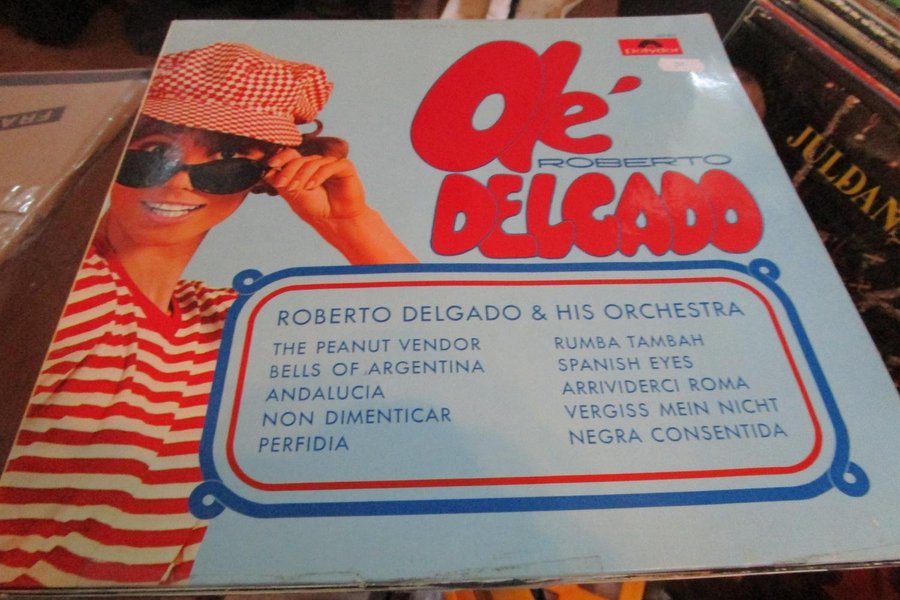 Polydor
Olé
ROBERTO
DELGADO
ROBERTO DELGADO & HIS ORCHESTRA
THE PEANUT VENDOR
BELLS OF ARGENTINA
ANDALUCIA
NON DIMENTICAR
PERFIDIA
RUMBA TAMBAH
SPANISH EYES
ARRIVIDERCI ROMA
VERGISS MEIN NICHT
NEGRA CONSENTIDA
JULDAN
FRA